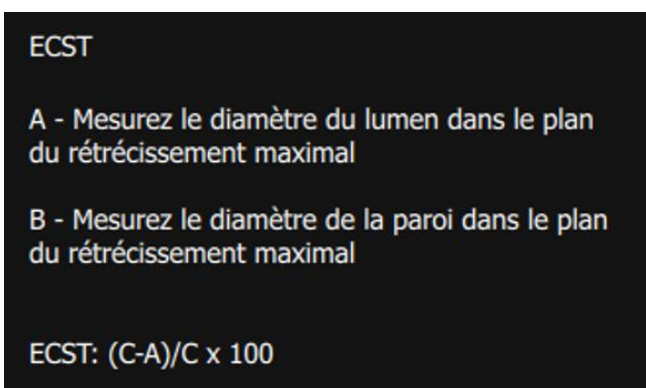 ECST
A - Mesurez le diamètre du lumen dans le plan
du rétrécissement maximal
B - Mesurez le diamètre de la paroi dans le plan
du rétrécissement maximal
ECST: (C-A)/C x 100